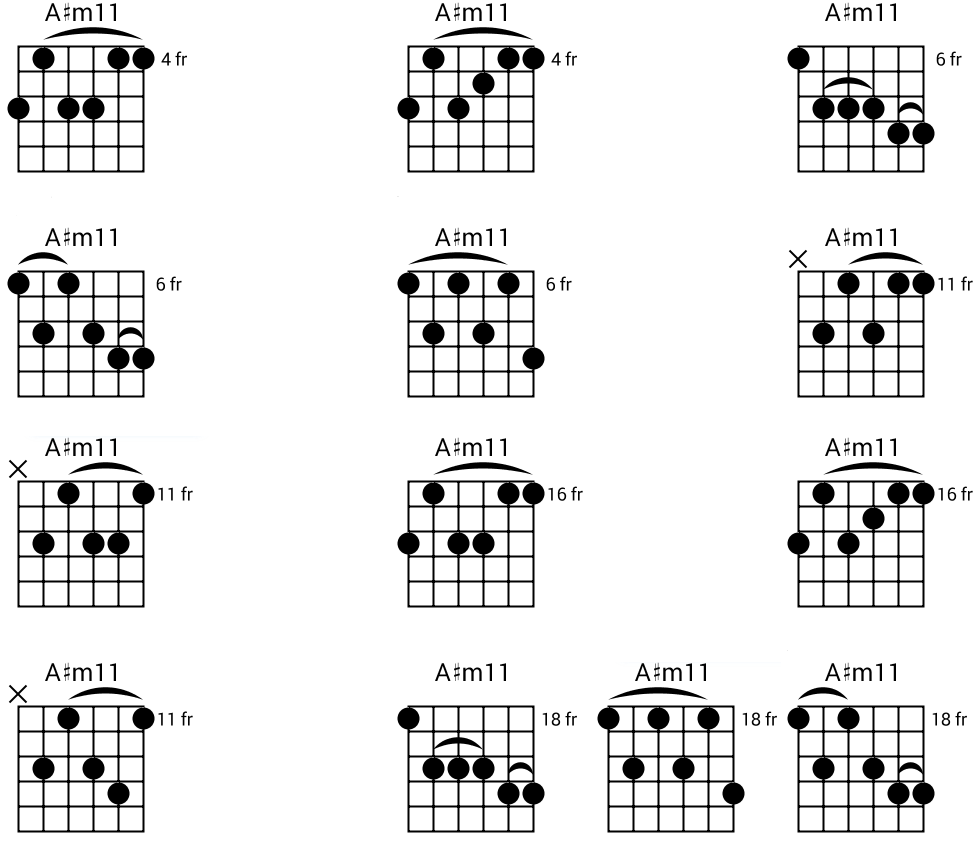 A♯m11 A♯m11 A♯m11
4 fr 4 fr 6 fr
A♯m11 A♯m11 A♯m11
6 fr 6 fr 11 fr
A♯m11 A♯m11 A♯m11
11 fr 16 fr 16 fr
A♯m11 A♯m11 A♯m11 A♯m11
11 fr 18 fr 18 fr 18 fr